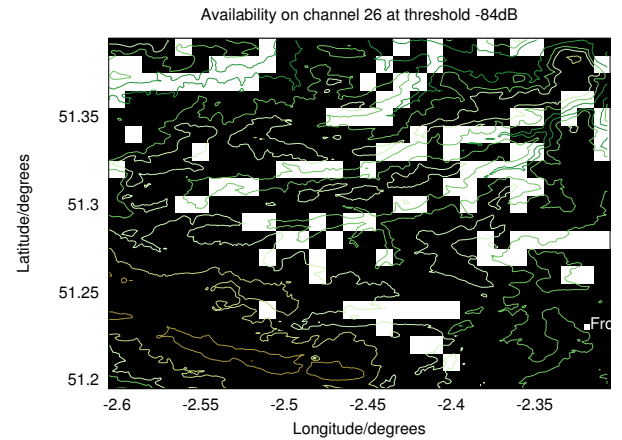 Availability on channel 26 at threshold -84dB
51.35
51.3
51.25
51.2
Latitude/degrees
Fro
-2.6 -2.55 -2.5 -2.45 -2.4 -2.35
Longitude/degrees